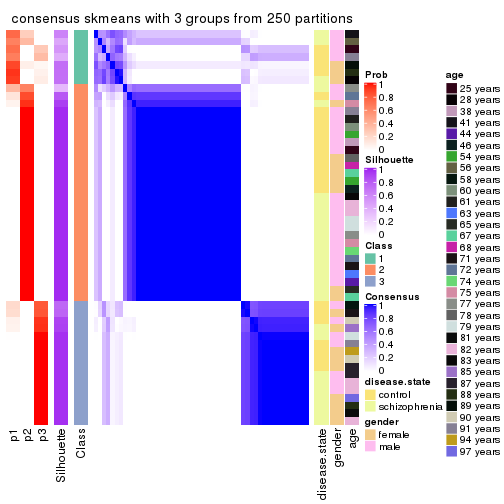 consensus skmeans with 3 groups from 250 partitions
p1
p2
p3
Silhouette
Class
disease.state
gender
age
Prob
1
0.8
0.6
0.4
0.2
0
Silhouette
1
0.8
0.6
0.4
0.2
0
Class
1
2
3
Consensus
1
0.8
0.6
0.4
0.2
0
disease.state
control
schizophrenia
gender
female
male
age
25 years
28 years
38 years
41 years
44 years
46 years
54 years
56 years
58 years
60 years
61 years
63 years
65 years
67 years
68 years
71 years
72 years
74 years
75 years
77 years
78 years
79 years
81 years
82 years
83 years
85 years
87 years
88 years
89 years
90 years
91 years
94 years
97 years